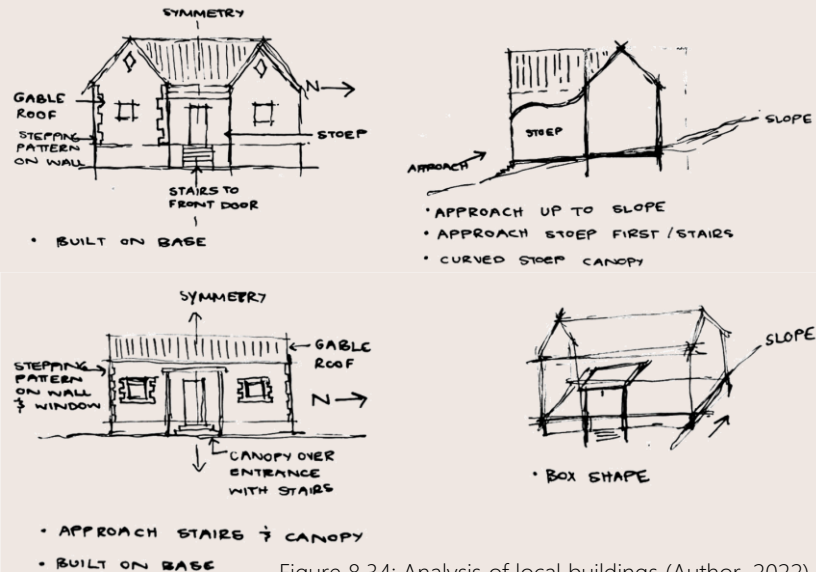 SYMMETRY
GABLE
ROOF
STEPPING
PATTERN
ON WALL
N
STOEP
STAIRS TO
FRONT DOOR
• BUILT ON BASE
STOEP
SLOPE
APPROACH
• APPROACH UP TO SLOPE
• APPROACH STOEP FIRST / STAIRS
• CURVED STOEP CANOPY
SYMMETRY
STEPPING
PATTERN
ON WALL
& WINDOW
GABLE
ROOF
N
CANOPY OVER
ENTRANCE
WITH STAIRS
• APPROACH STAIRS & CANOPY
• BUILT ON BASE
SLOPE
• BOX SHAPE
Figure 8.34: Analysis of local buildings (Author, 2022)